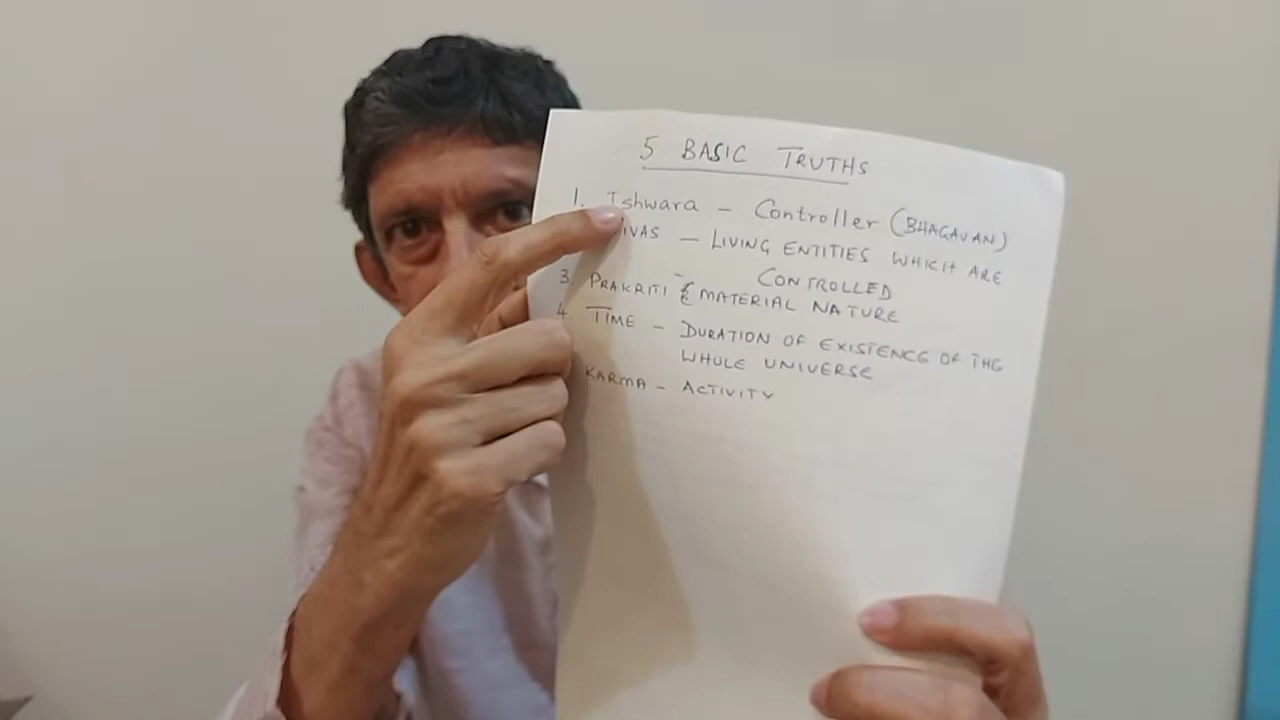 5 BASIC TRUTHS
1. Ishwara - Controller (BHAGAVAN)
IVAS - LIVING ENTITIES WHICH ARE
CONTROLLED
3 PRAKRITI MATERIAL NATURE
4. TIME - DURATION OF EXISTENCE OF THE
WHOLE UNIVERSE
KARMA - ACTIVITY